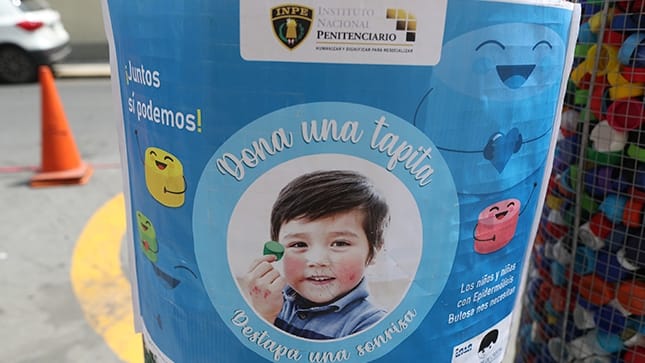 INPE
INSTITUTO
NACIONAL
PENITENCIARIO
HUMANIZAR Y DIGNIFICAR PARA RESOCIALIZAR
¡Juntos
sí podemos!
Dona una tapita
Destapa una sonrisa
Los niños y niñas
con Epidermólisis
Bulosa nos necesitan